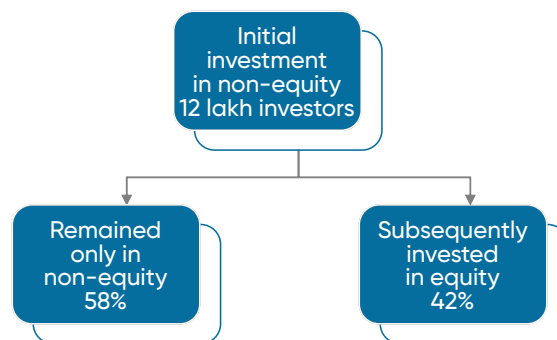 Initial
investment
in non-equity
12 lakh investors
Remained
only in
non-equity
58%
Subsequently
invested
in equity
42%